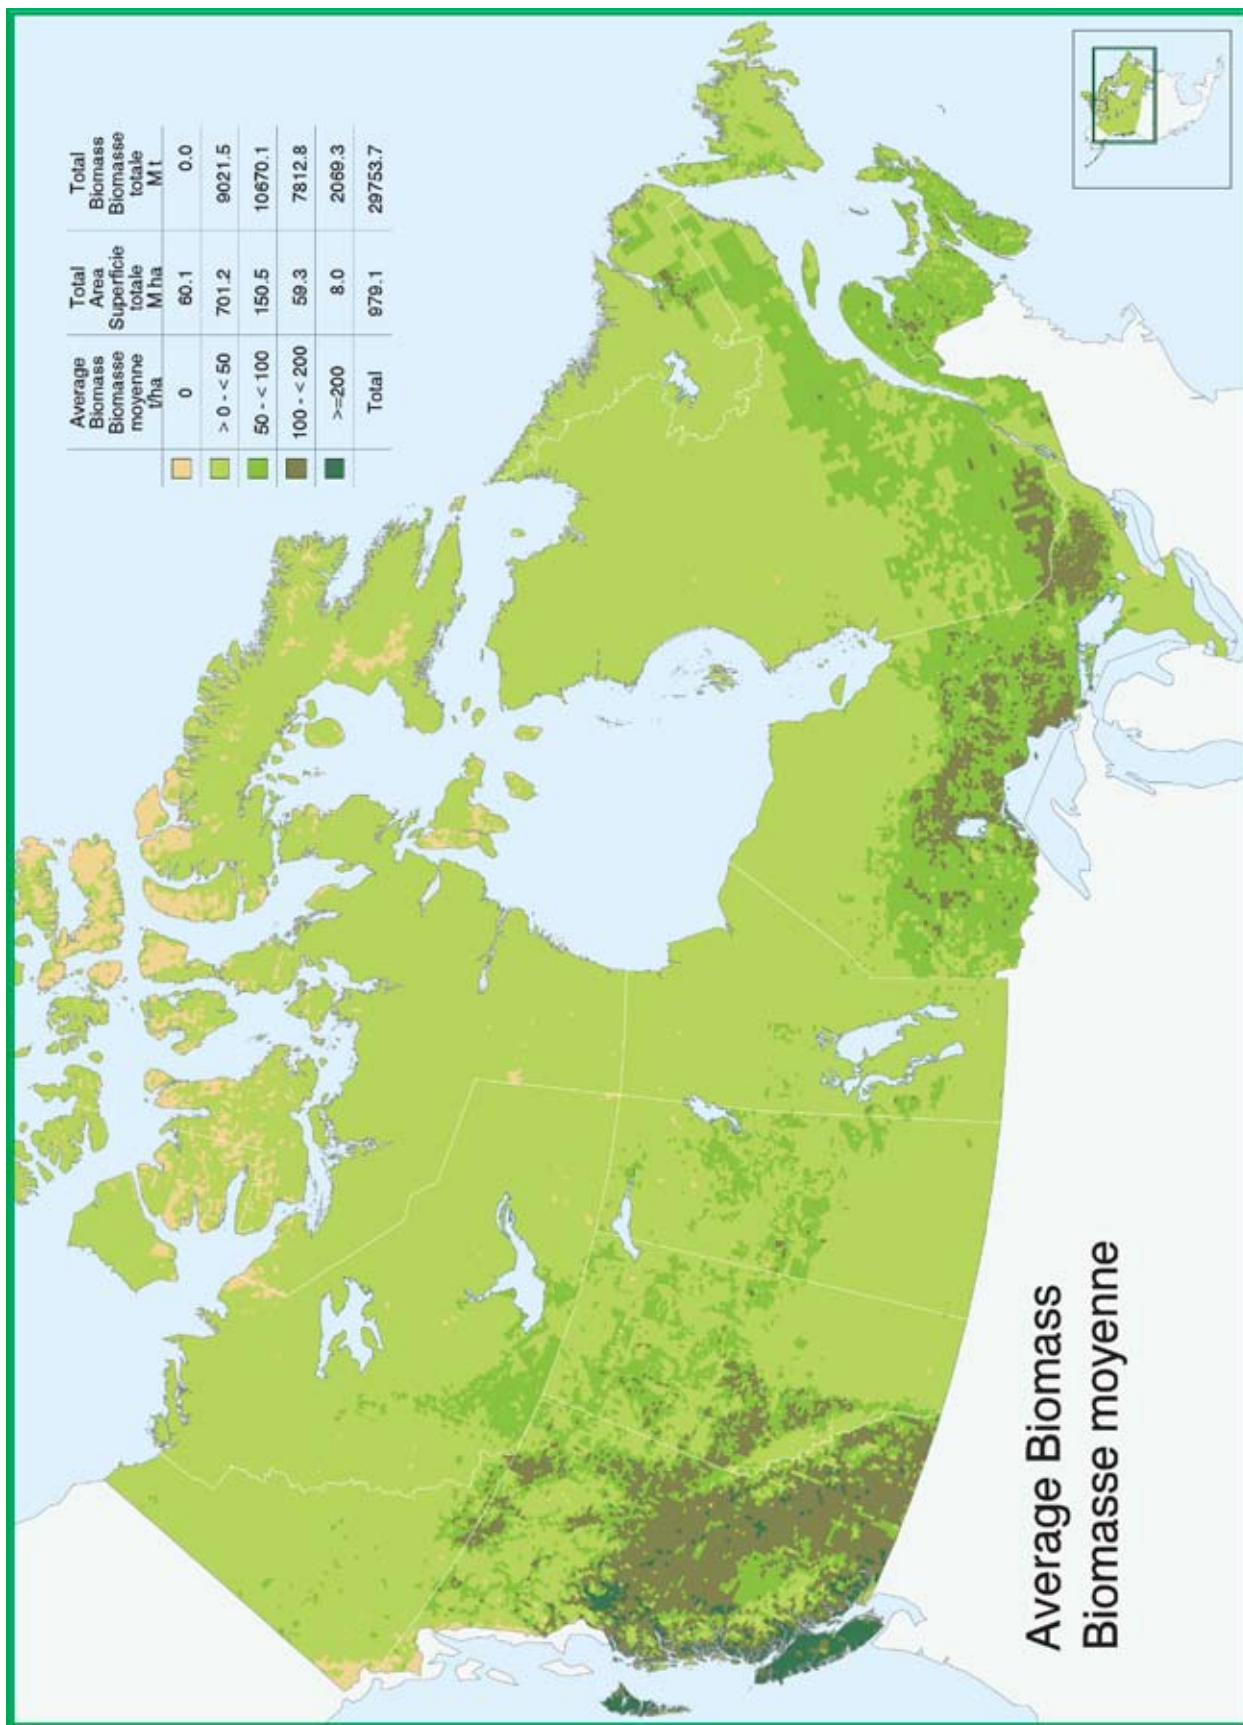 Average
Biomass
Biomasse
moyenne
t/ha
Total
Area
Superficie
totale
M ha
Total
Biomass
Biomasse
totale
M t
0 60.1 0.0
> 0 - < 50 701.2 9021.5
50 - < 100 150.5 10670.1
100 - < 200 59.3 7812.8
>=200 8.0 2069.3
Total 979.1 29753.7
Average Biomass
Biomasse moyenne